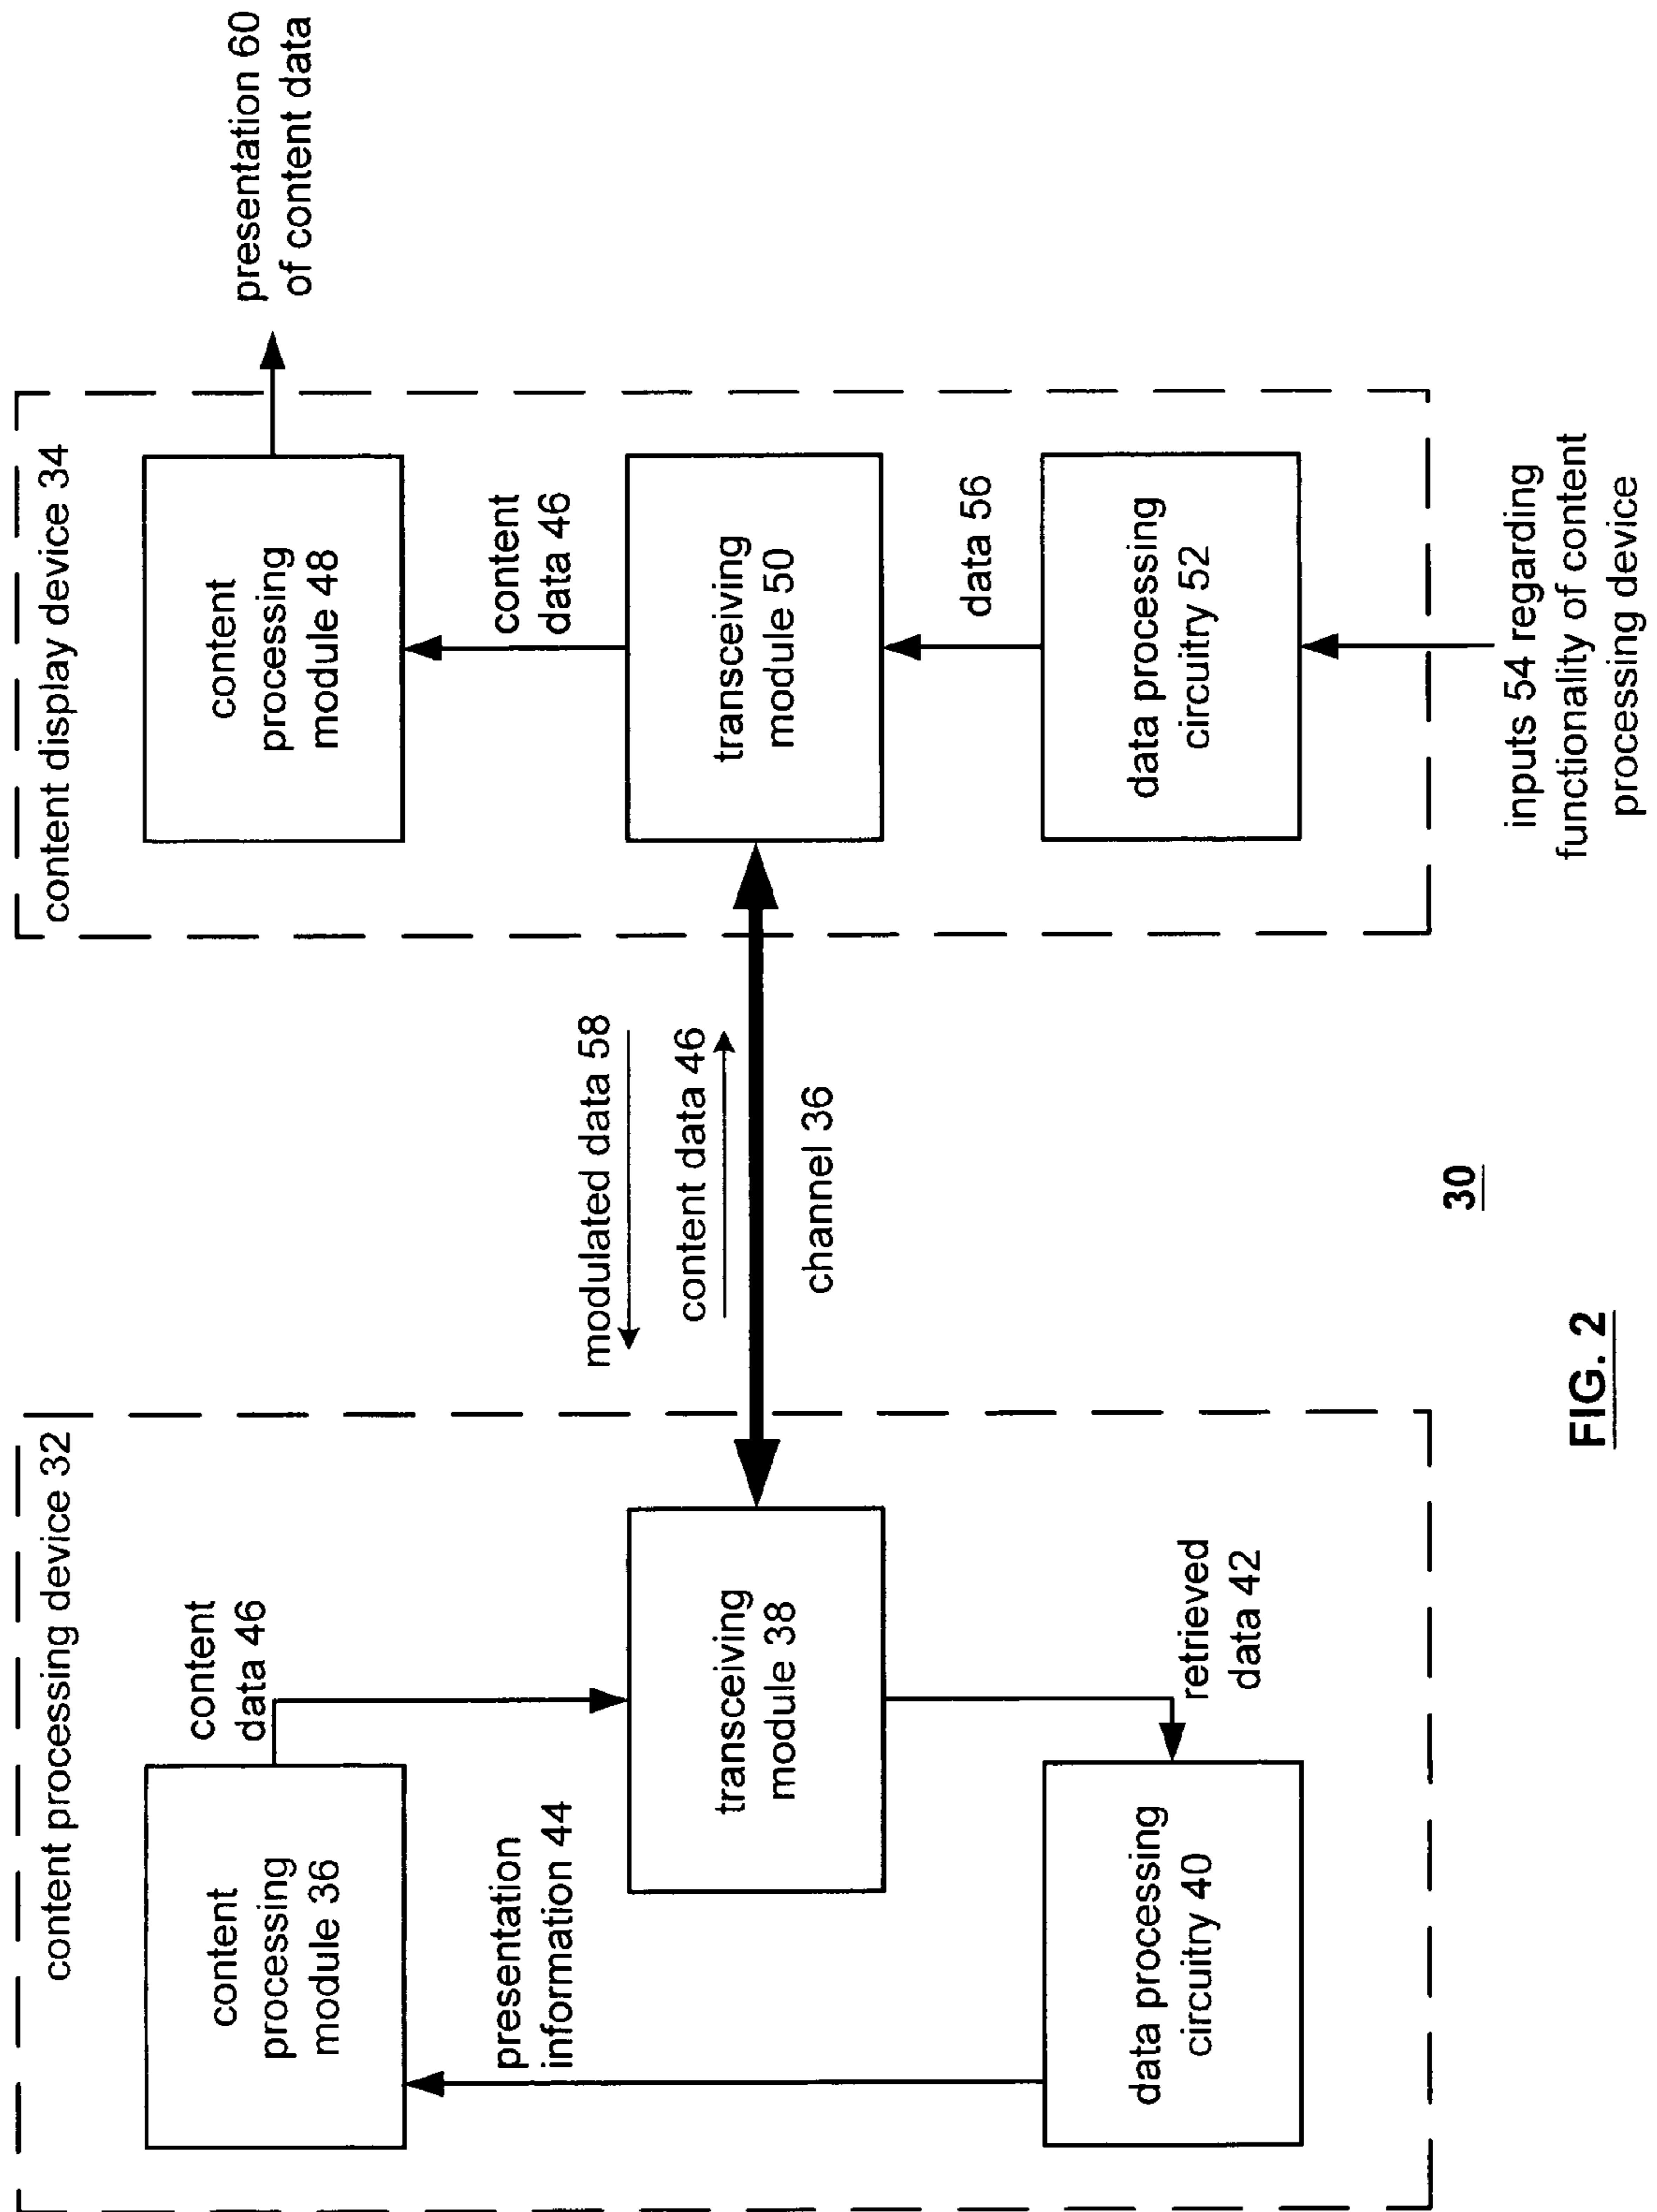 content processing device 32
content
processing
module 36
content
data 46
presentation
information 44
transceiving
module 38
data processing
circuitry 40
retrieved
data 42
modulated data 58
content data 46
channel 36
content display device 34
content
processing
module 48
presentation 60
of content data
content
data 46
transceiving
module 50
data 56
data processing
circuitry 52
inputs 54 regarding
functionality of content
processing device
30
FIG. 2